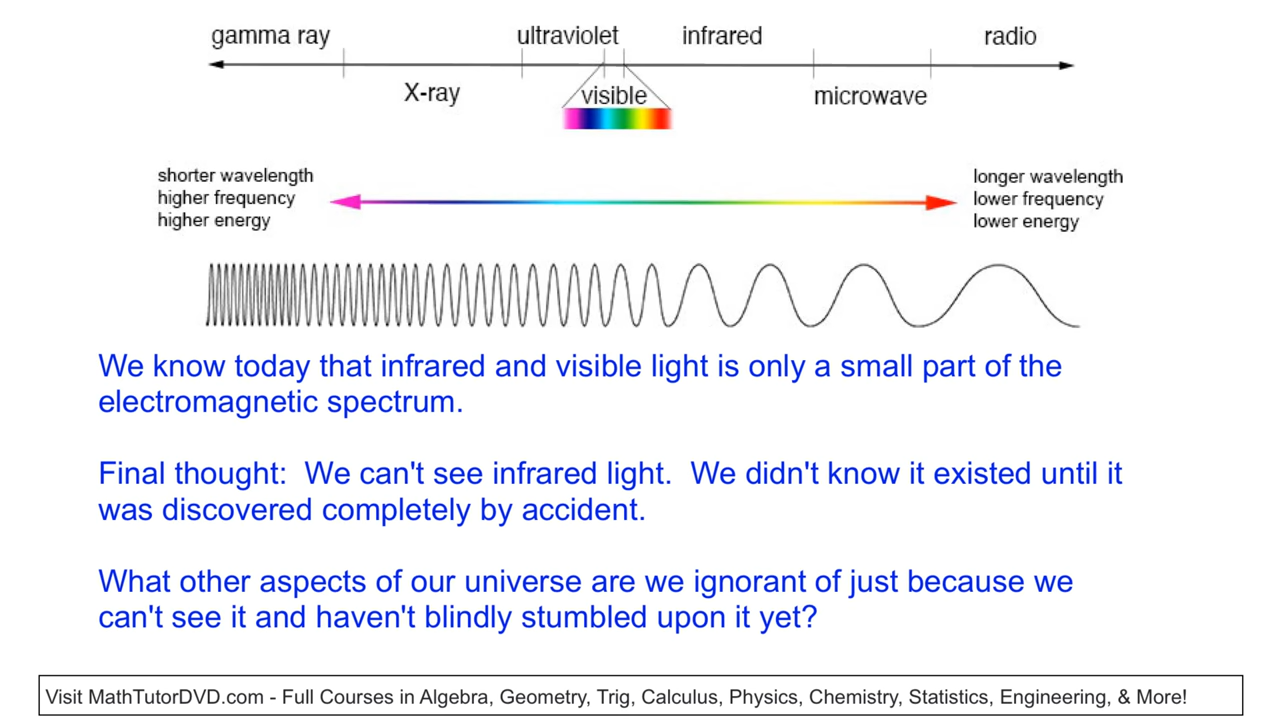 gamma ray
ultraviolet
infrared
radio
X-ray
visible
microwave
shorter wavelength
higher frequency
higher energy
longer wavelength
lower frequency
lower energy
We know today that infrared and visible light is only a small part of the
electromagnetic spectrum.
Final thought:  We can't see infrared light.  We didn't know it existed until it
was discovered completely by accident.
What other aspects of our universe are we ignorant of just because we
can't see it and haven't blindly stumbled upon it yet?
Visit MathTutorDVD.com - Full Courses in Algebra, Geometry, Trig, Calculus, Physics, Chemistry, Statistics, Engineering, & More!